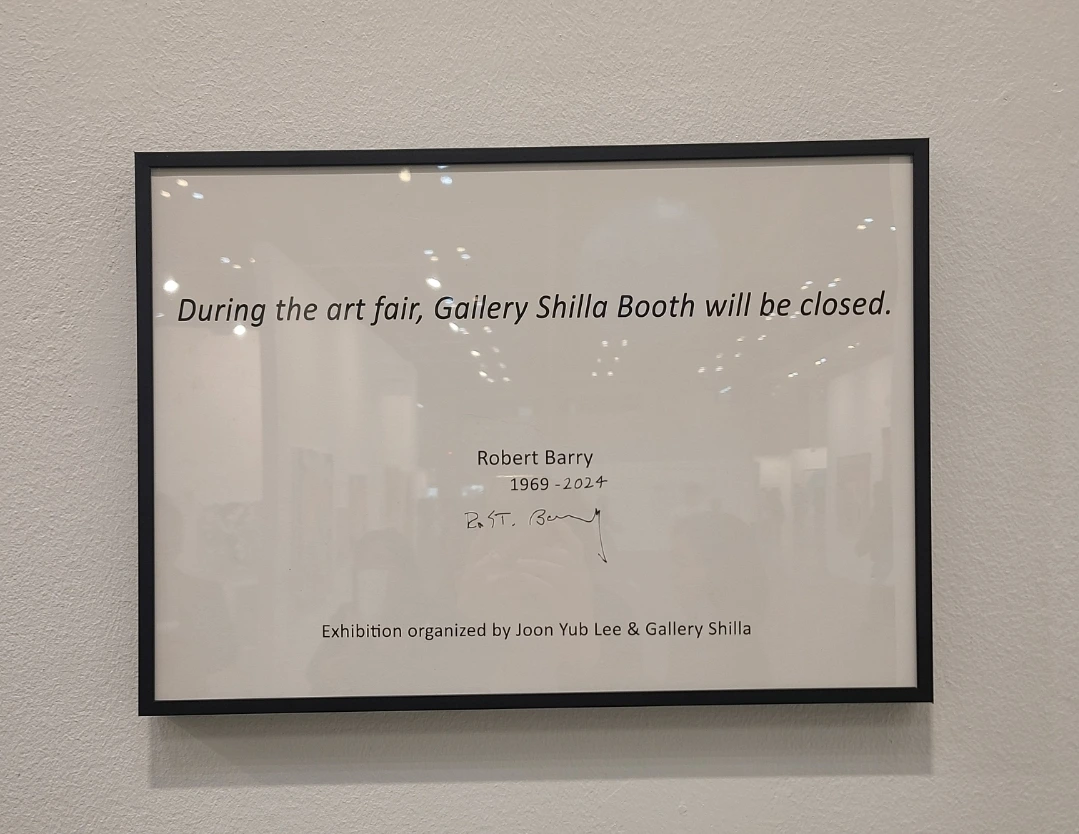 During the art fair, Gailery Shilla Booth will be closed.
Robert Barry
1969 - 2024
Exhibition organized by Joon Yub Lee & Gallery Shilla